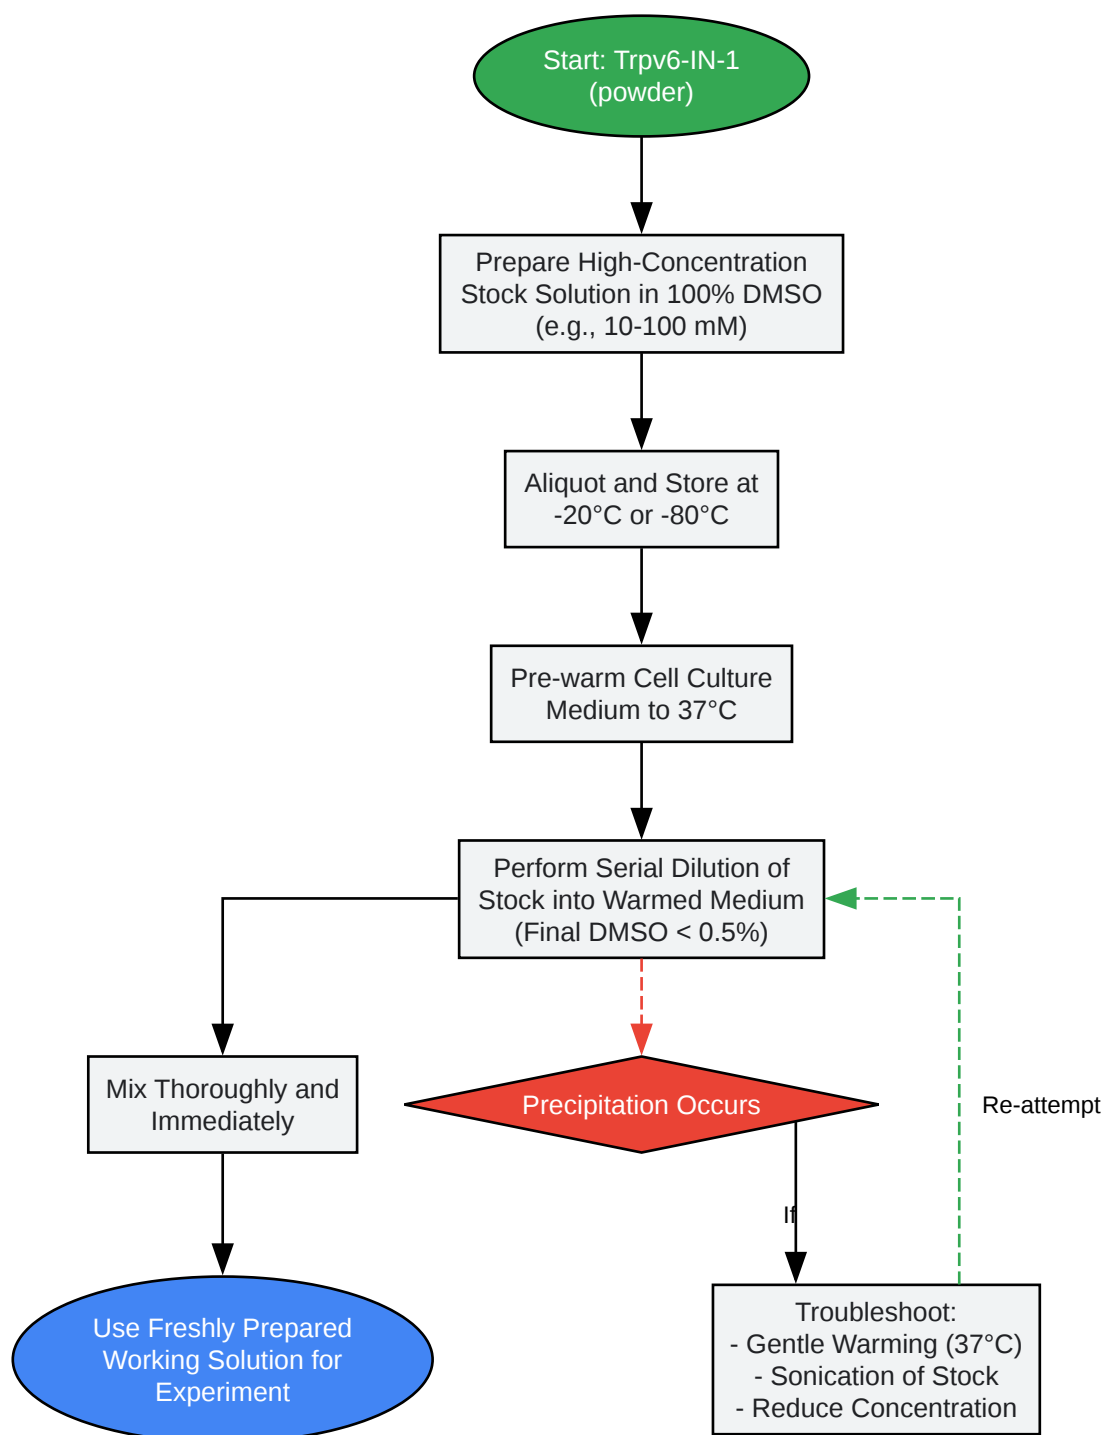 Start: Trpv6-IN-1
(powder)
Prepare High-Concentration
Stock Solution in 100% DMSO
(e.g., 10-100 mM)
Aliquot and Store at
-20°C or -80°C
Pre-warm Cell Culture
Medium to 37°C
Perform Serial Dilution of
Stock into Warmed Medium
(Final DMSO < 0.5%)
Mix Thoroughly and
Immediately
Precipitation Occurs
Re-attempt
If
Use Freshly Prepared
Working Solution for
Experiment
Troubleshoot:
- Gentle Warming (37°C)
- Sonication of Stock
- Reduce Concentration